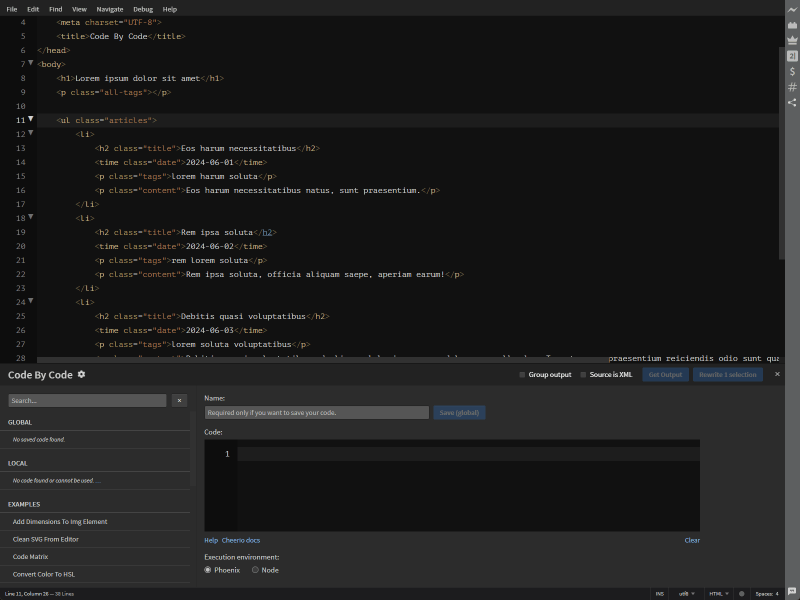 File Edit Find View Navigate Debug Help
4 <meta charset="UTF-8">
5 <title>Code By Code</title>
6 </head>
7 <body>
8 <h1>Lorem ipsum dolor sit amet</h1>
9 <p class="all-tags"></p>
10
11 <ul class="articles">
12 <li>
13 <h2 class="title">Eos harum necessitatibus</h2>
14 <time class="date">2024-06-01</time>
15 <p class="tags">lorem harum soluta</p>
16 <p class="content">Eos harum necessitatibus natus, sunt praesentium.</p>
17 </li>
18 <li>
19 <h2 class="title">Rem ipsa soluta</h2>
20 <time class="date">2024-06-02</time>
21 <p class="tags">rem lorem soluta</p>
22 <p class="content">Rem ipsa soluta, officia aliquam saepe, aperiam earum!</p>
23 </li>
24 <li>
25 <h2 class="title">Debitis quasi voluptatibus</h2>
26 <time class="date">2024-06-03</time>
27 <p class="tags">lorem soluta voluptatibus</p>
28 praesentium reiciendis odio sunt qua
Code By Code
Group output Source is XML Get Output Rewrite 1 selection ×
Search... ×
GLOBAL
No saved code found.
LOCAL
No code found or cannot be used. ...
EXAMPLES
Add Dimensions To Img Element
Clean SVG From Editor
Code Matrix
Convert Color To HSL
Name:
Required only if you want to save your code. Save (global)
Code:
1
Help Cheerio docs Clear
Execution environment:
Phoenix Node
Line 11, Column 26 — 38 Lines INS utf8 HTML Spaces: 4